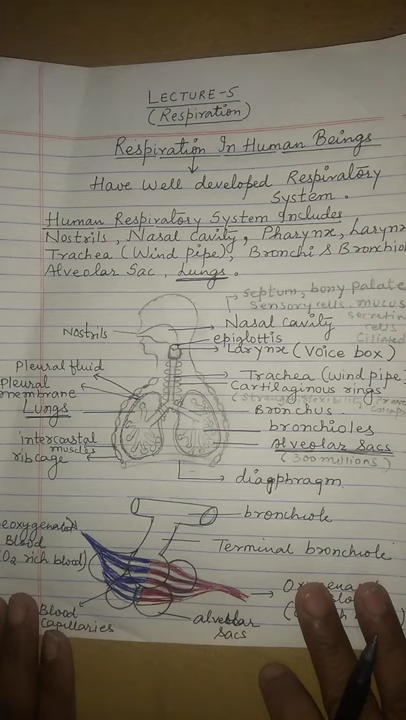 LECTURE-5
(Respiration)
Respiration In Human Beings
Have Well developed Respiratory
System.
Human Respiratory System Includes
Nostrils, Nasal Cavity, Pharynx, Larynx
Trachea (Wind pipe), Bronchi & Bronchio
Alveolar Sac, Lungs.
septum, bony palate
Sensory cells, mucus
secreting
cells
Ciliated
Nostrils
Nasal cavity
epiglottis
Larynx (Voice box)
Pleural fluid
Trachea (wind pipe)
Pleural
membrane
Cartilaginous rings
Lungs
Bronchus
bronchioles
intercostal
muscles
Alveolar Sacs
ribcage
(300 millions)
diaphragm
bronchiole
eoxygenated
Blood
O2 rich blood)
Terminal bronchiole
Blood
Capillaries
alveolar
Sacs